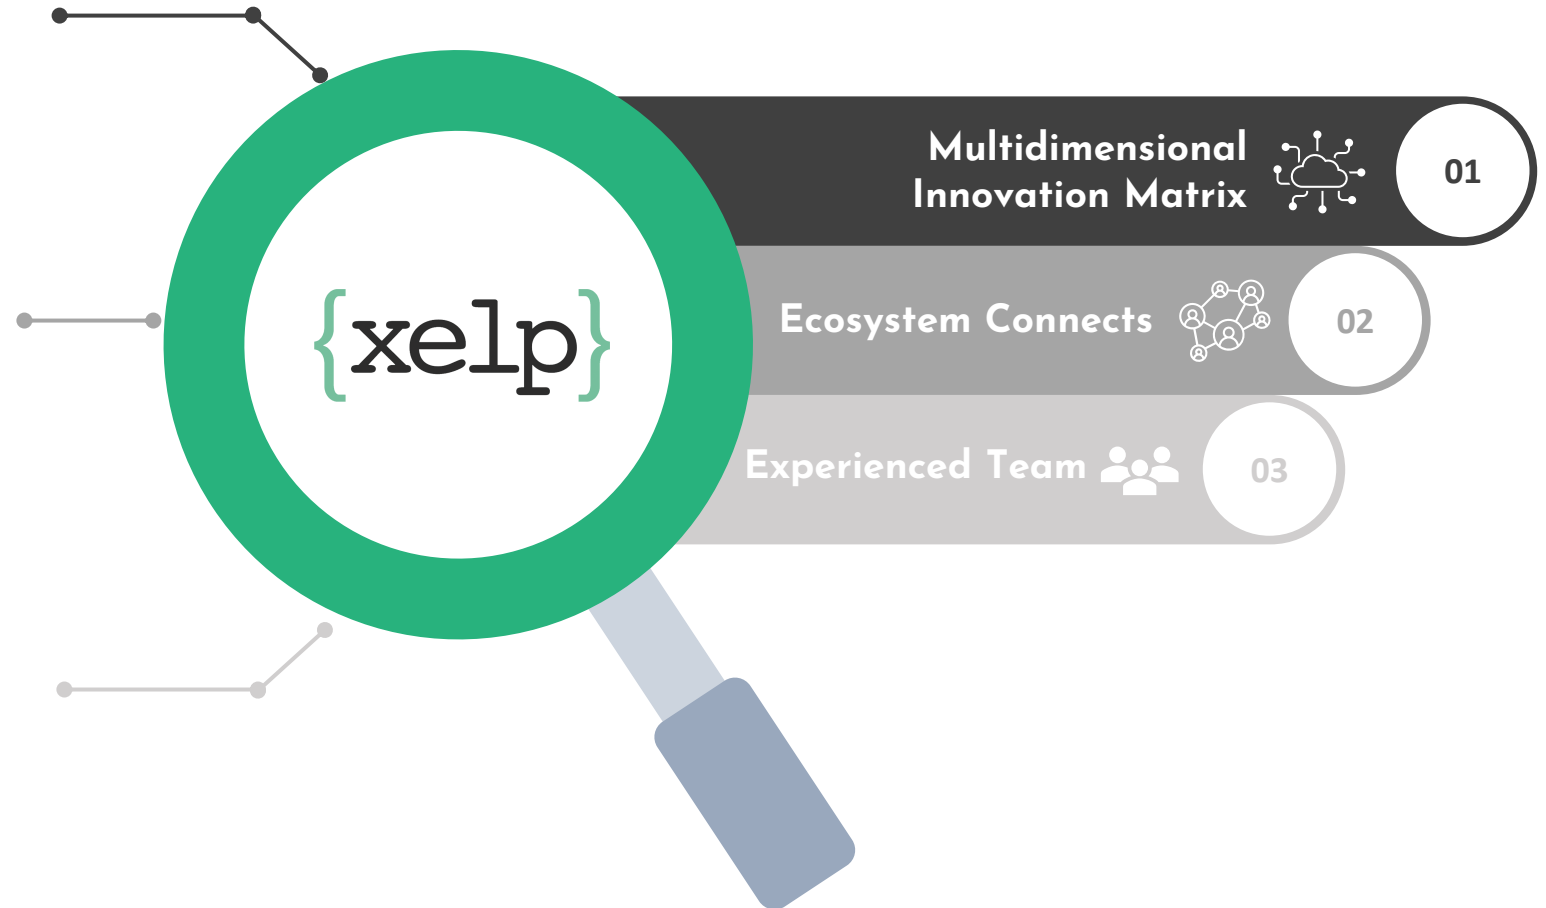 {xelp}
Multidimensional
Innovation Matrix
01
Ecosystem Connects
02
Experienced Team
03